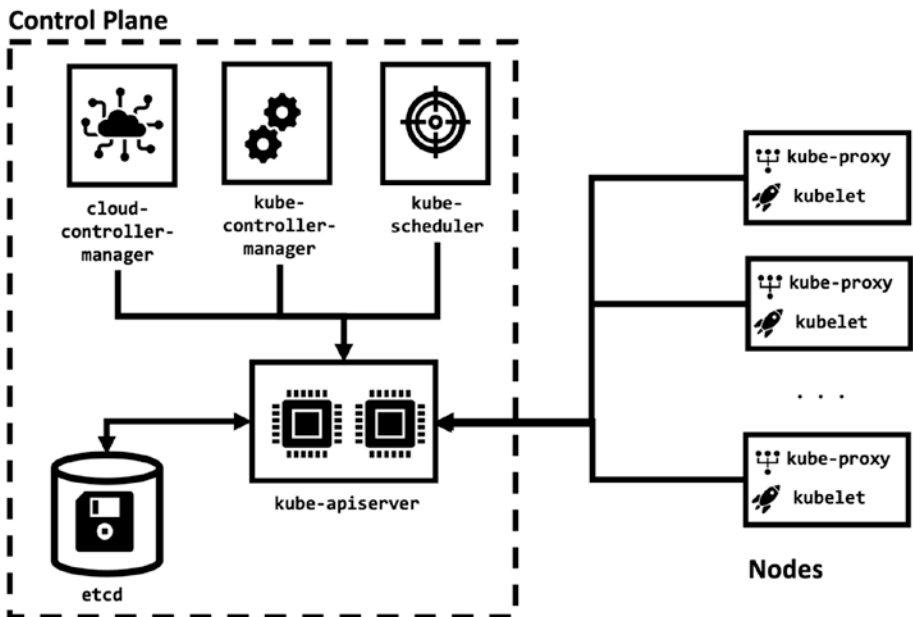 Control Plane
cloud-
controller-
manager
kube-
controller-
manager
kube-
scheduler
kube-apiserver
etcd
kube-proxy
kubelet
kube-proxy
kubelet
. . .
kube-proxy
kubelet
Nodes